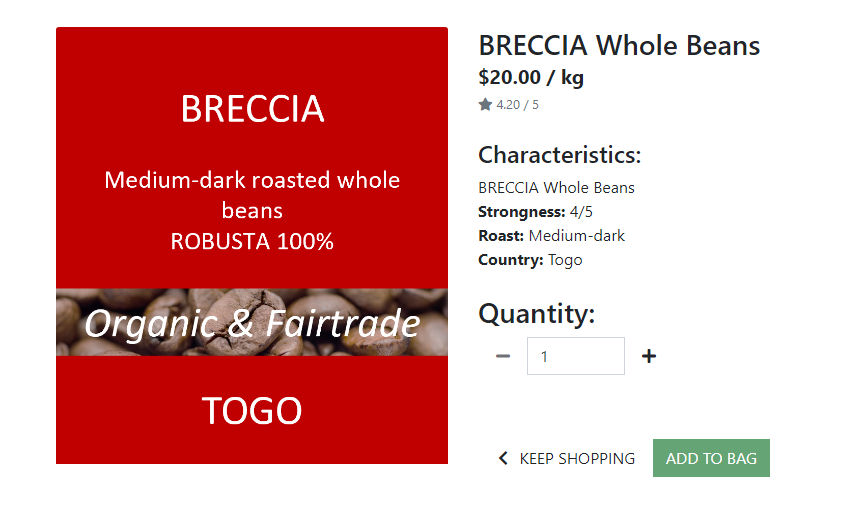 BRECCIA
Medium-dark roasted whole
beans
ROBUSTA 100%
Organic & Fairtrade
TOGO
BRECCIA Whole Beans
$20.00 / kg
4.20 / 5
Characteristics:
BRECCIA Whole Beans
Strongness: 4/5
Roast: Medium-dark
Country: Togo
Quantity:
1
KEEP SHOPPING
ADD TO BAG